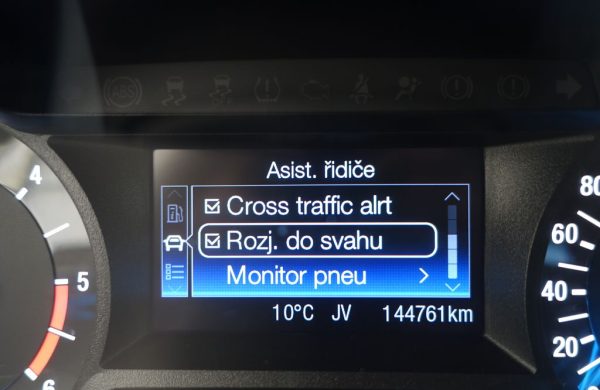 ABS
Asist. řidiče
Cross traffic alrt
Rozj. do svahu
Monitor pneu
10°C JV 144761km
4
5
6
80
60
40
20